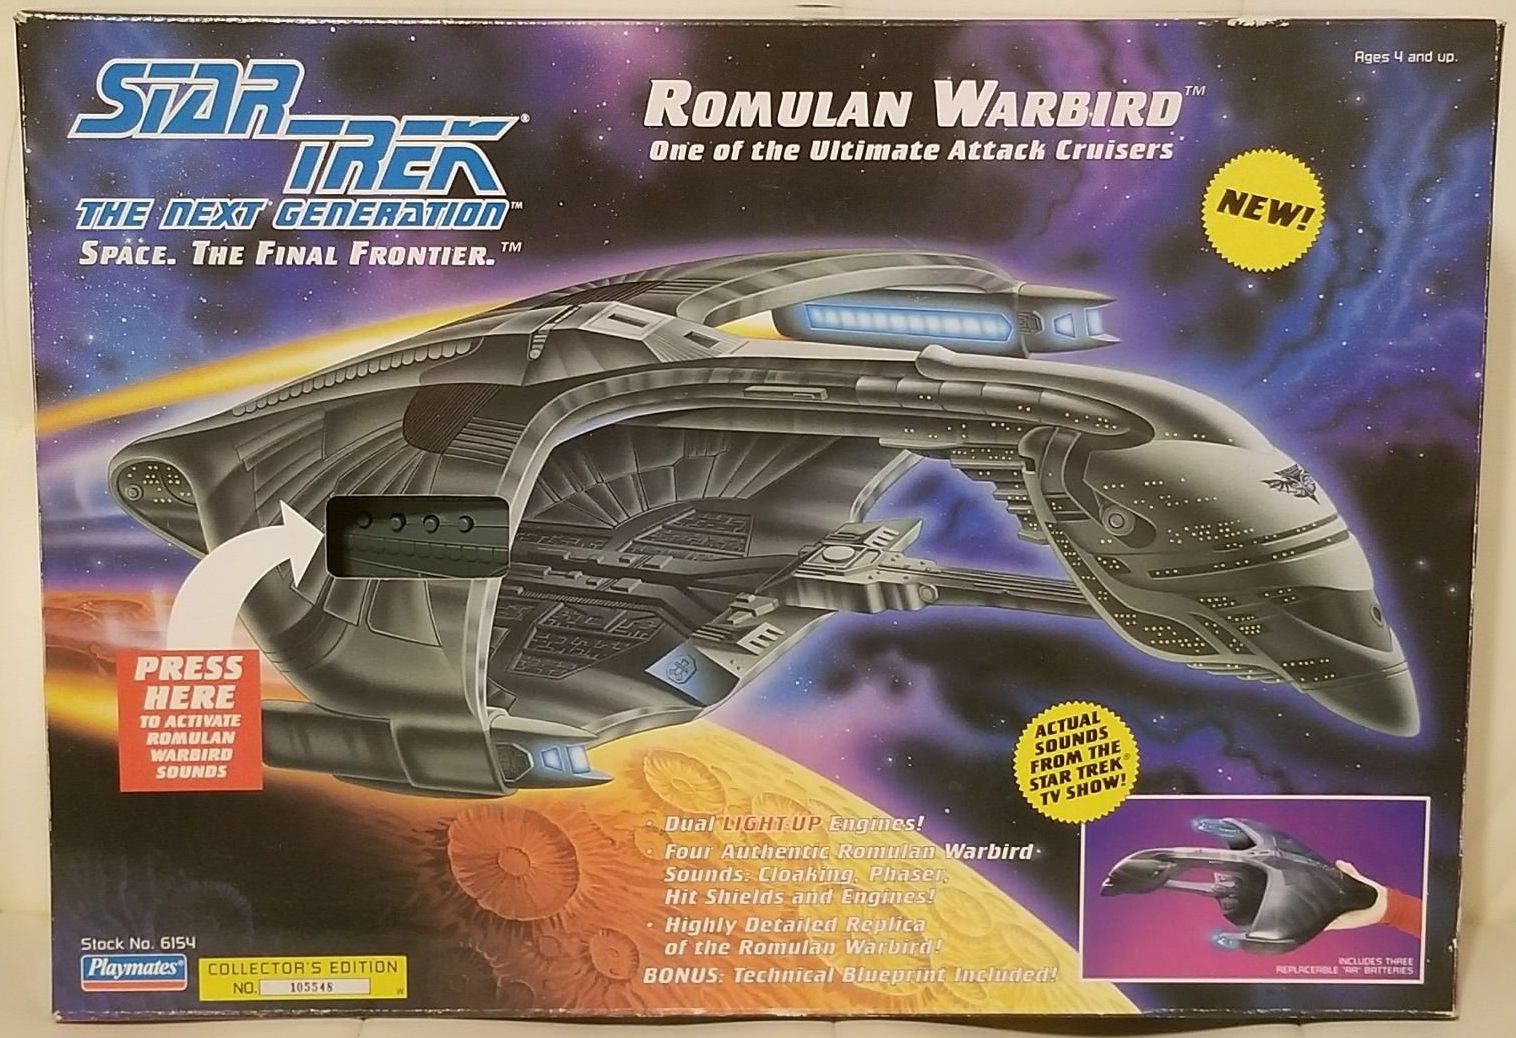 Ages 4 and up.
STAR TREK®
THE NEXT GENERATION™
SPACE. THE FINAL FRONTIER.™
ROMULAN WARBIRD™
One of the Ultimate Attack Cruisers
NEW!
PRESS
HERE
TO ACTIVATE
ROMULAN
WARBIRD
SOUNDS
ACTUAL
SOUNDS
FROM THE
STAR TREK®
TV SHOW!
· Dual LIGHT-UP Engines!
· Four Authentic Romulan Warbird
Sounds: Cloaking, Phaser,
Hit Shields and Engines!
· Highly Detailed Replica
of the Romulan Warbird!
BONUS: Technical Blueprint Included!
INCLUDES THREE
REPLACEABLE "AA" BATTERIES
Stock No. 6154
Playmates®
COLLECTOR'S EDITION
NO. 105548
W